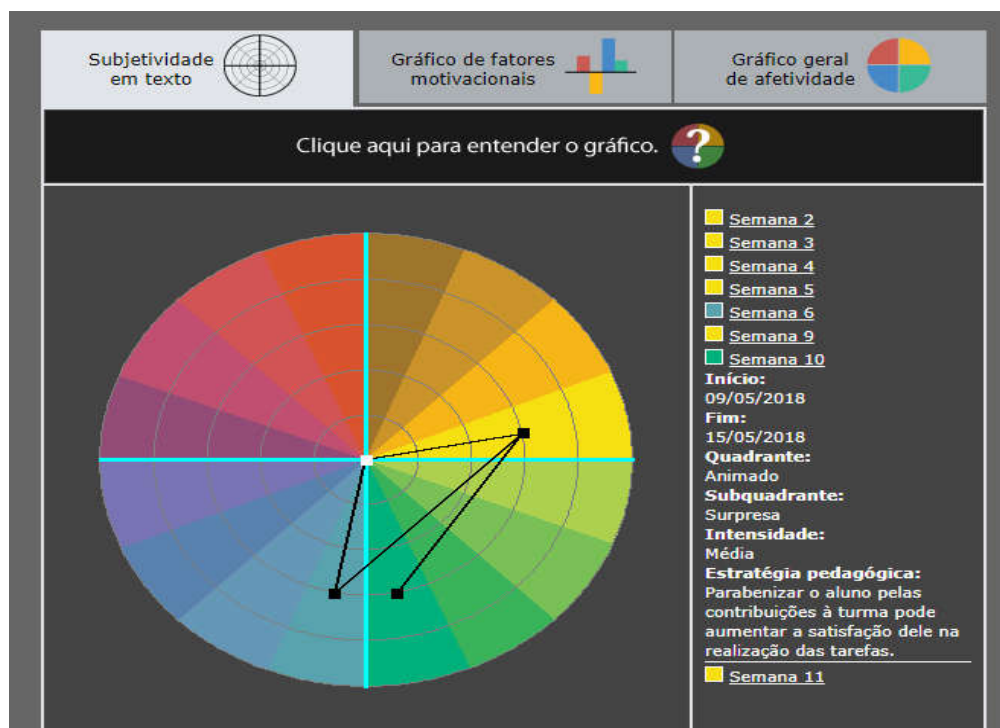 Subjetividade
em texto
Gráfico de fatores
motivacionais
Gráfico geral
de afetividade
Clique aqui para entender o gráfico.
?
Semana 2
Semana 3
Semana 4
Semana 5
Semana 6
Semana 9
Semana 10
Início:
09/05/2018
Fim:
15/05/2018
Quadrante:
Animado
Subquadrante:
Surpresa
Intensidade:
Média
Estratégia pedagógica:
Parabenizar o aluno pelas
contribuições à turma pode
aumentar a satisfação dele na
realização das tarefas.
Semana 11